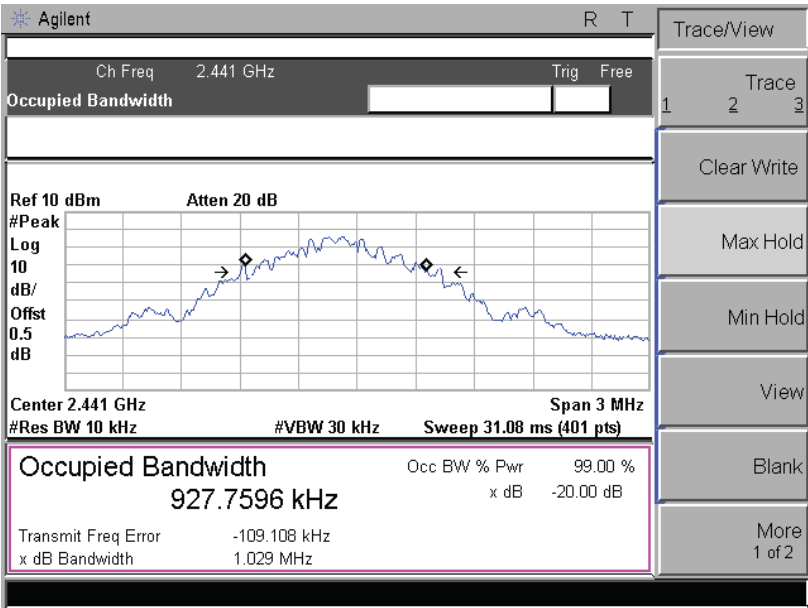 Agilent R T
Ch Freq 2.441 GHz Trig Free
Occupied Bandwidth
Ref 10 dBm Atten 20 dB
#Peak
Log
10
dB/
Offst
0.5
dB
Center 2.441 GHz Span 3 MHz
#Res BW 10 kHz #VBW 30 kHz Sweep 31.08 ms (401 pts)
Occupied Bandwidth
927.7596 kHz
Occ BW % Pwr 99.00 %
x dB -20.00 dB
Transmit Freq Error -109.108 kHz
x dB Bandwidth 1.029 MHz
Trace/View
Trace
1 2 3
Clear Write
Max Hold
Min Hold
View
Blank
More
1 of 2